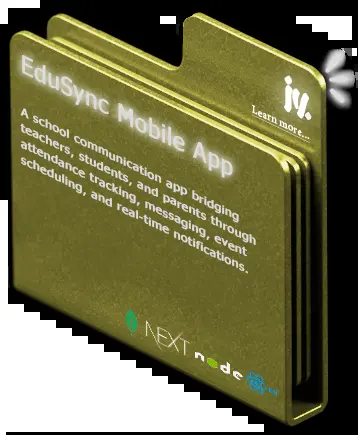 EduSync Mobile App
A school communication app bridging
teachers, students, and parents through
attendance tracking, messaging, event
scheduling, and real-time notifications.
Learn more...
NEXT node